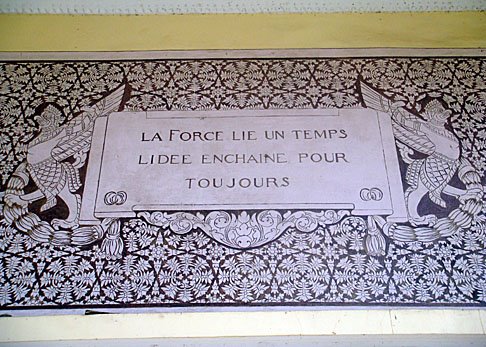 LA FORCE LIE UN TEMPS
LIDEE ENCHAINE POUR
TOUJOURS